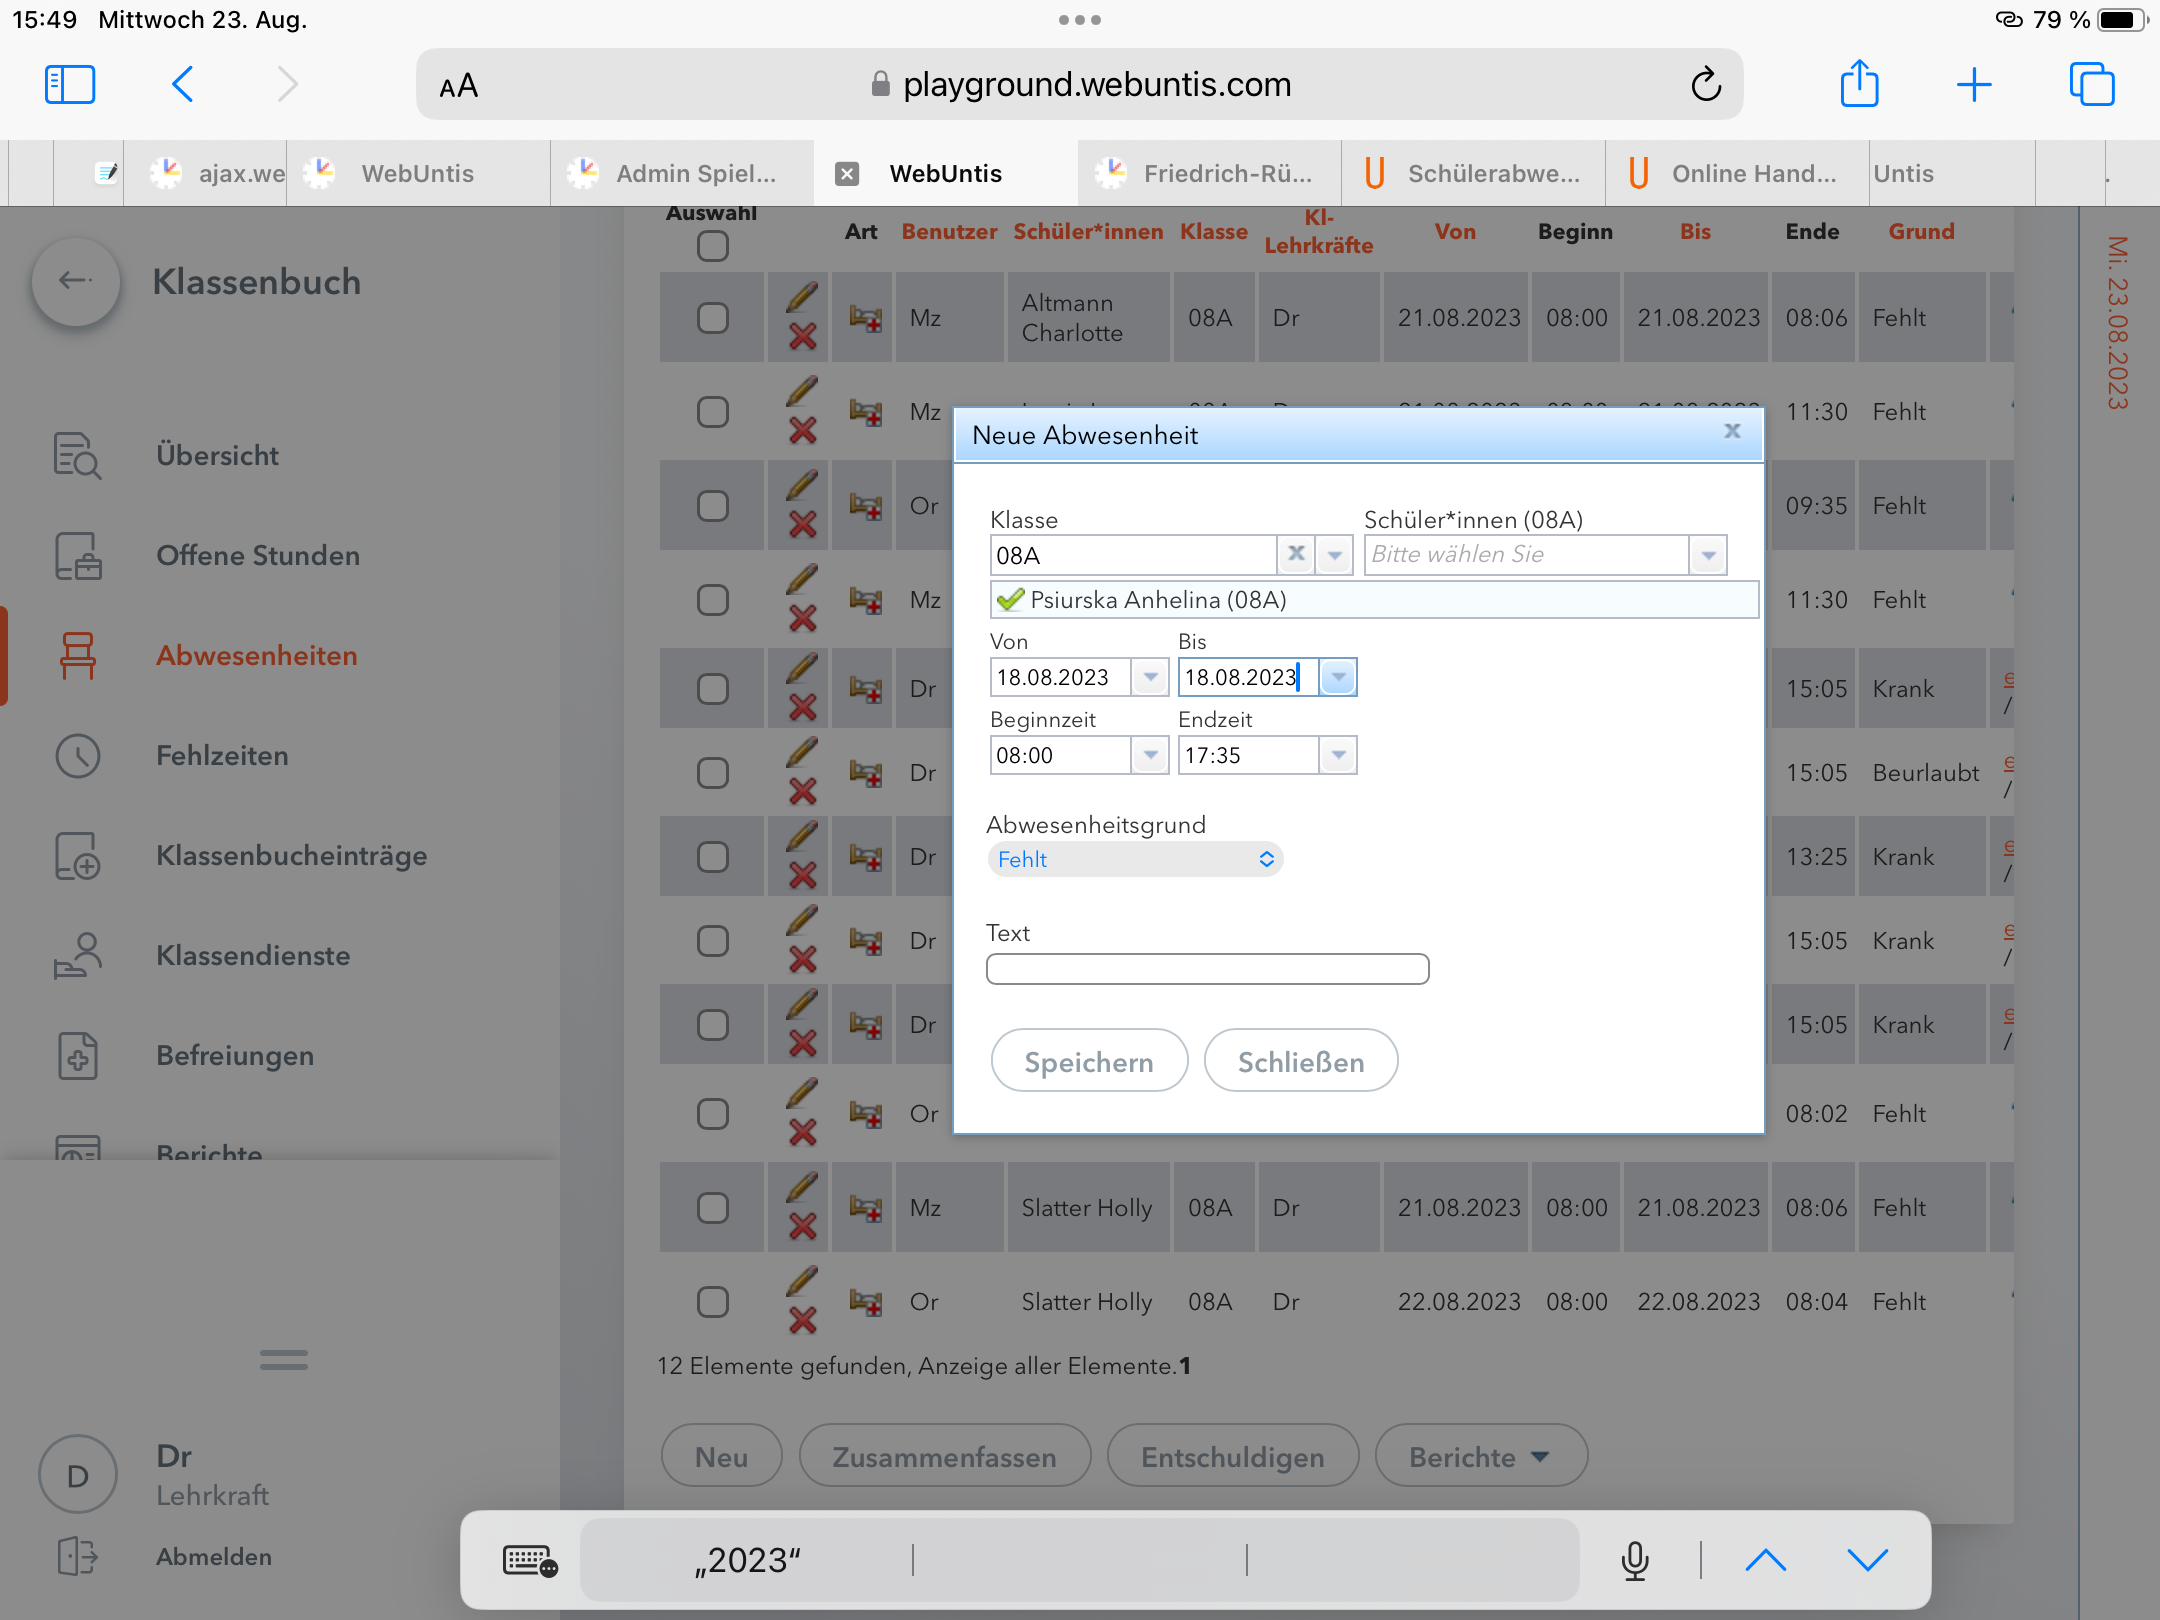 15:49 Mittwoch 23. Aug.
79 %
AA playground.webuntis.com
ajax.we
WebUntis
Admin Spiel...
WebUntis
Friedrich-Rü...
Schülerabwe...
Online Hand...
Untis
Klassenbuch
Übersicht
Offene Stunden
Abwesenheiten
Fehlzeiten
Klassenbucheinträge
Klassendienste
Befreiungen
Berichte
D
Dr
Lehrkraft
Abmelden
Auswahl Art Benutzer Schüler*innen Klasse Kl-Lehrkräfte Von Beginn Bis Ende Grund
Mz Altmann Charlotte 08A Dr 21.08.2023 08:00 21.08.2023 08:06 Fehlt
Mz 11:30 Fehlt
Or 09:35 Fehlt
Mz 11:30 Fehlt
Dr 15:05 Krank e /
Dr 15:05 Beurlaubt e /
Dr 13:25 Krank e /
Dr 15:05 Krank e /
Dr 15:05 Krank e /
Or 08:02 Fehlt
Mz Slatter Holly 08A Dr 21.08.2023 08:00 21.08.2023 08:06 Fehlt
Or Slatter Holly 08A Dr 22.08.2023 08:00 22.08.2023 08:04 Fehlt
12 Elemente gefunden, Anzeige aller Elemente.1
Neu Zusammenfassen Entschuldigen Berichte
Neue Abwesenheit x
Klasse Schüler*innen (08A)
08A x Bitte wählen Sie
Psiurska Anhelina (08A)
Von Bis
18.08.2023 18.08.2023
Beginnzeit Endzeit
08:00 17:35
Abwesenheitsgrund
Fehlt
Text
Speichern Schließen
Mi. 23.08.2023
„2023“